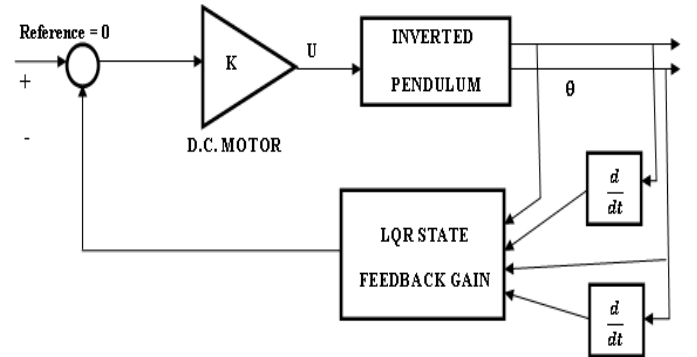 Reference = 0
+
-
K
D.C. MOTOR
U
INVERTED
PENDULUM
θ
d
dt
LQR STATE
FEEDBACK GAIN
d
dt